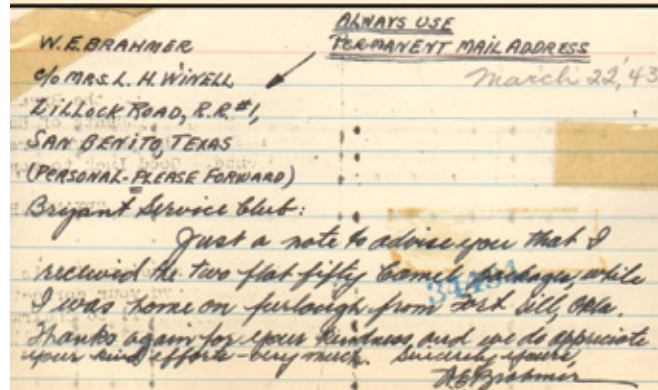 ALWAYS USE
PERMANENT MAIL ADDRESS
W.E. BRAHMER
c/o MRS. L. H. WINELL
March 22, '43
ZILLOCK ROAD, R.R.#1,
SAN BENITO, TEXAS
(PERSONAL-PLEASE FORWARD)
Bryant Service Club:
Just a note to advise you that I
received the two flat fifty Camel packages, while
I was home on furlough from Fort Sill, Okla.
Thanks again for your kindness, and we do appreciate
your kind efforts - very much. Sincerely yours,
W.E. Brahmer